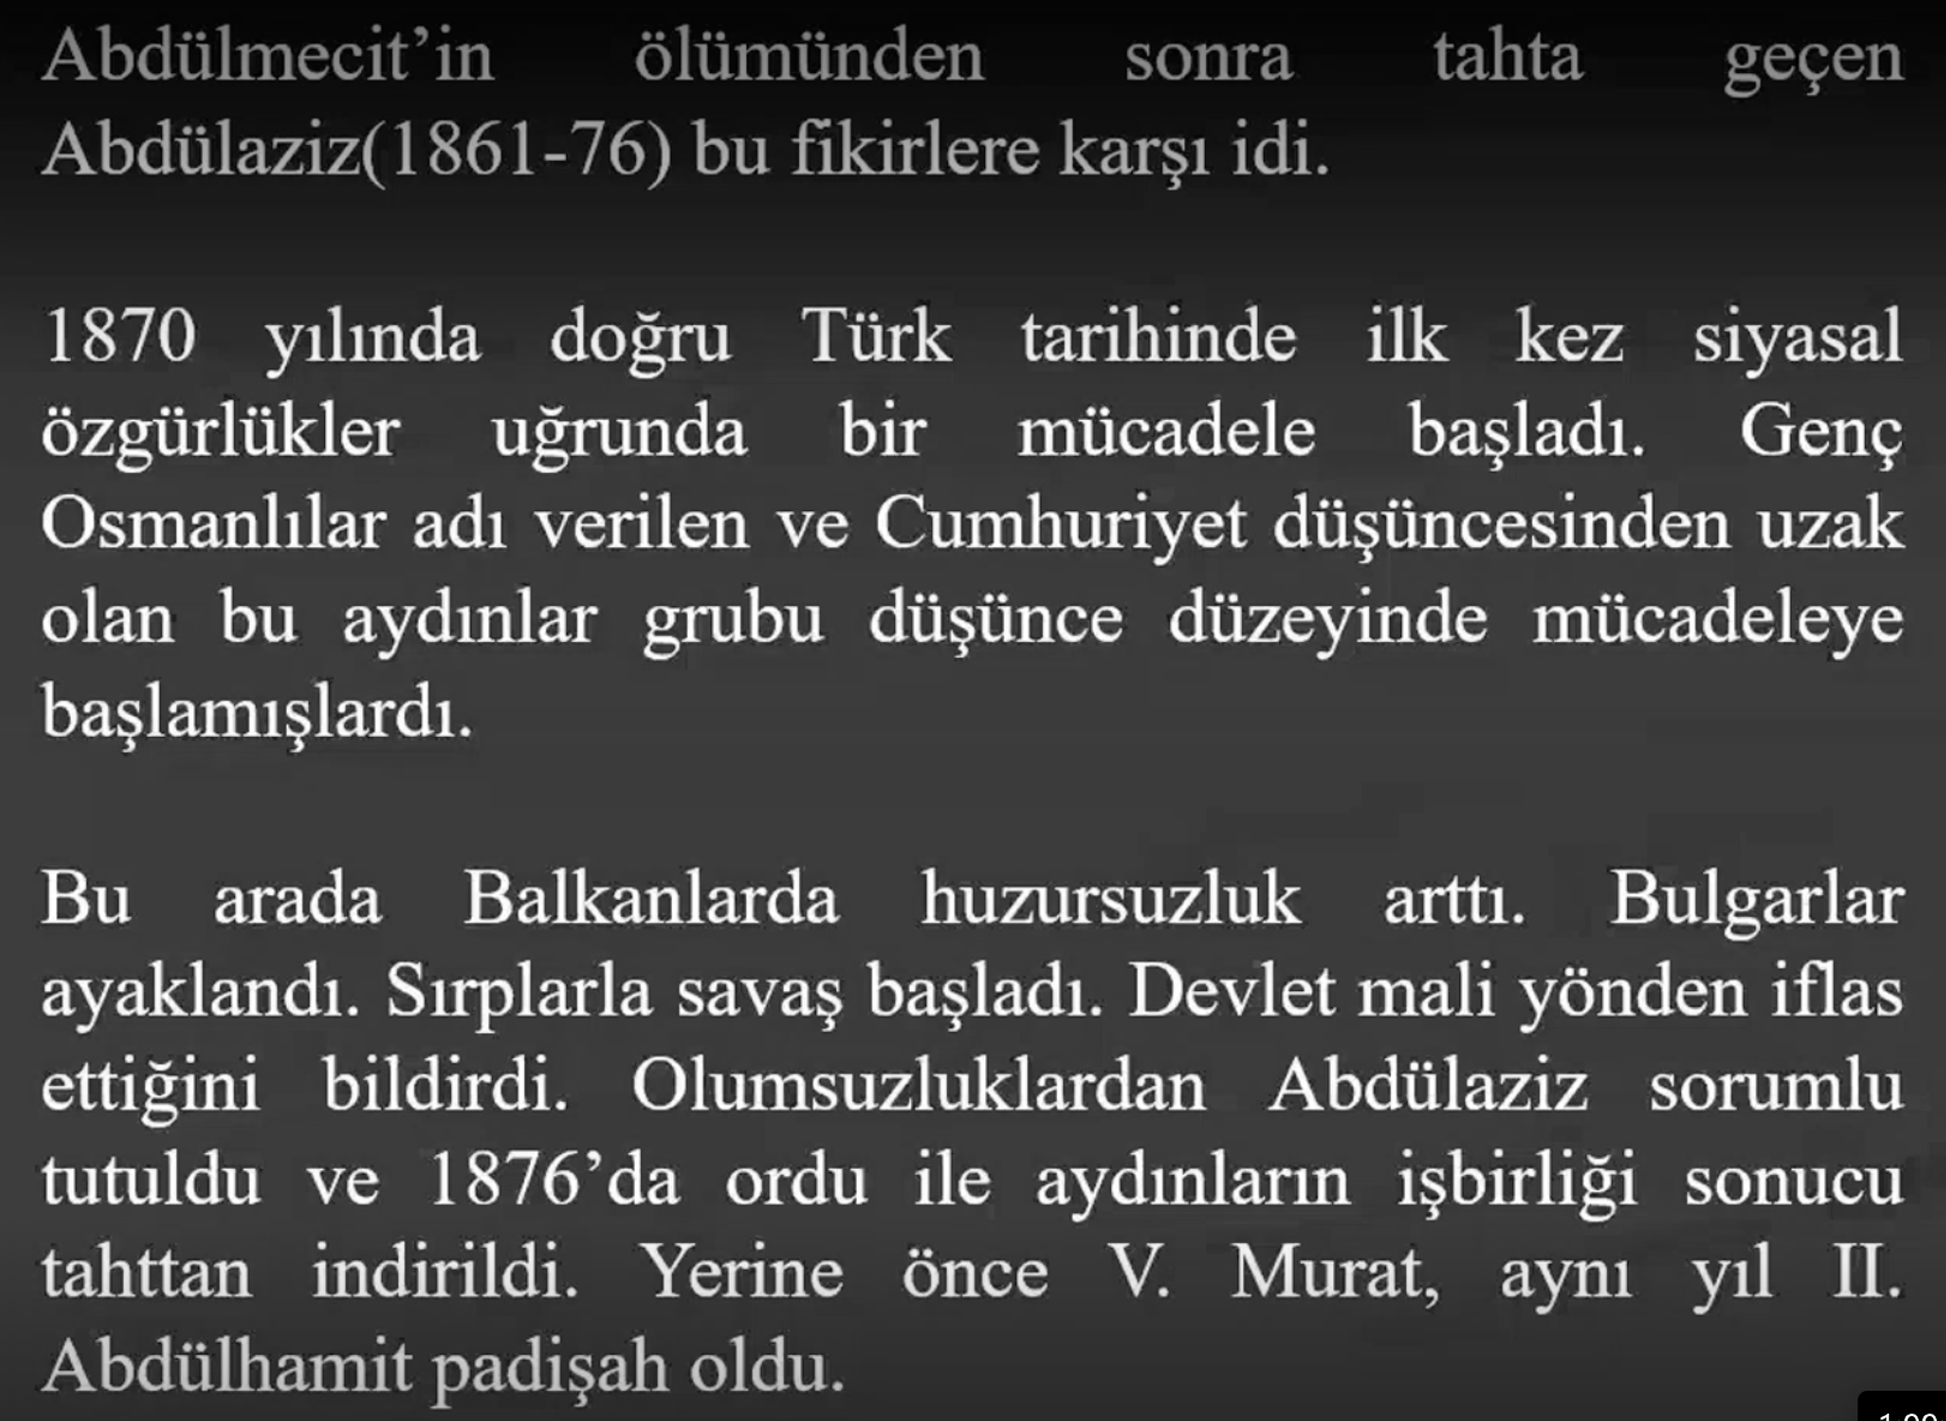 Abdülmecit’in ölümünden sonra tahta geçen
Abdülaziz(1861-76) bu fikirlere karşı idi.
1870 yılında doğru Türk tarihinde ilk kez siyasal
özgürlükler uğrunda bir mücadele başladı. Genç
Osmanlılar adı verilen ve Cumhuriyet düşüncesinden uzak
olan bu aydınlar grubu düşünce düzeyinde mücadeleye
başlamışlardı.
Bu arada Balkanlarda huzursuzluk arttı. Bulgarlar
ayaklandı. Sırplarla savaş başladı. Devlet mali yönden iflas
ettiğini bildirdi. Olumsuzluklardan Abdülaziz sorumlu
tutuldu ve 1876’da ordu ile aydınların işbirliği sonucu
tahttan indirildi. Yerine önce V. Murat, aynı yıl II.
Abdülhamit padişah oldu.